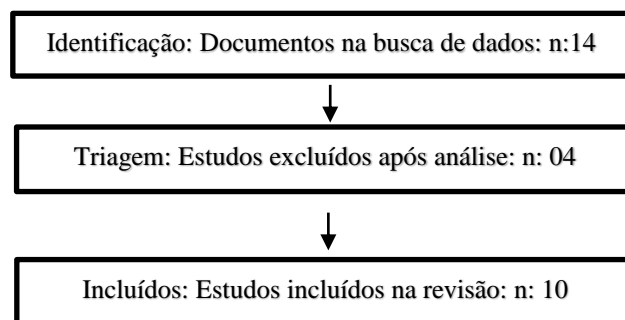 Identificação: Documentos na busca de dados: n:14
Triagem: Estudos excluídos após análise: n: 04
Incluídos: Estudos incluídos na revisão: n: 10